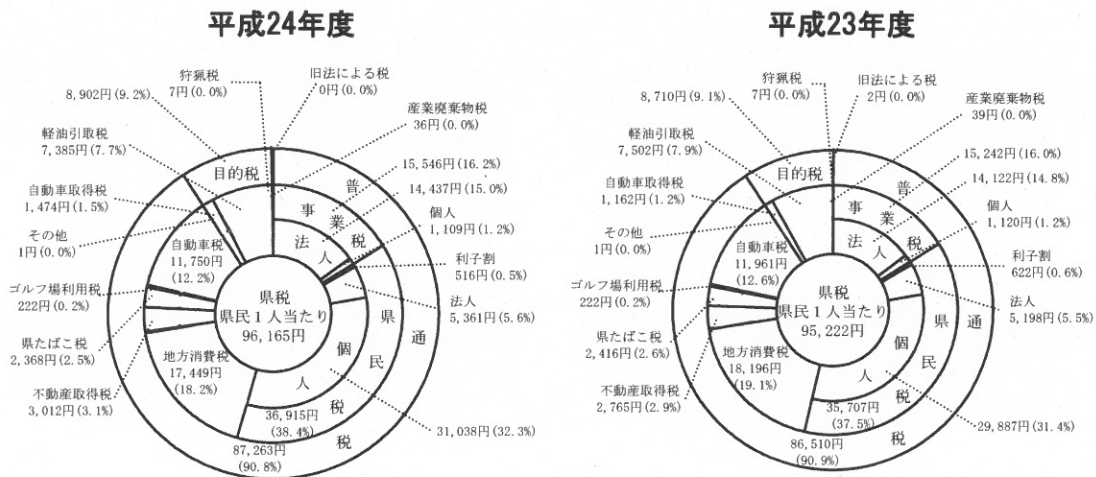 平成24年度
狩猟税
7円(0.0%)
旧法による税
0円(0.0%)
8,902円(9.2%)
産業廃棄物税
36円(0.0%)
軽油引取税
7,385円(7.7%)
15,546円(16.2%)
14,437円(15.0%)
自動車取得税
1,474円(1.5%)
個人
1,109円(1.2%)
その他
1円(0.0%)
利子割
516円(0.5%)
ゴルフ場利用税
222円(0.2%)
法人
5,361円(5.6%)
県たばこ税
2,368円(2.5%)
不動産取得税
3,012円(3.1%)
31,038円(32.3%)
目的税
普通税
事業税
法人
自動車税
11,750円
(12.2%)
県税
県民1人当たり
96,165円
県民税
個人
地方消費税
17,449円
(18.2%)
36,915円
(38.4%)
87,263円
(90.8%)
平成23年度
狩猟税
7円(0.0%)
旧法による税
2円(0.0%)
8,710円(9.1%)
産業廃棄物税
39円(0.0%)
軽油引取税
7,502円(7.9%)
15,242円(16.0%)
14,122円(14.8%)
自動車取得税
1,162円(1.2%)
個人
1,120円(1.2%)
その他
1円(0.0%)
利子割
622円(0.6%)
ゴルフ場利用税
222円(0.2%)
法人
5,198円(5.5%)
県たばこ税
2,416円(2.6%)
不動産取得税
2,765円(2.9%)
29,887円(31.4%)
目的税
普通税
事業税
法人
自動車税
11,961円
(12.6%)
県税
県民1人当たり
95,222円
県民税
個人
地方消費税
18,196円
(19.1%)
35,707円
(37.5%)
86,510円
(90.9%)